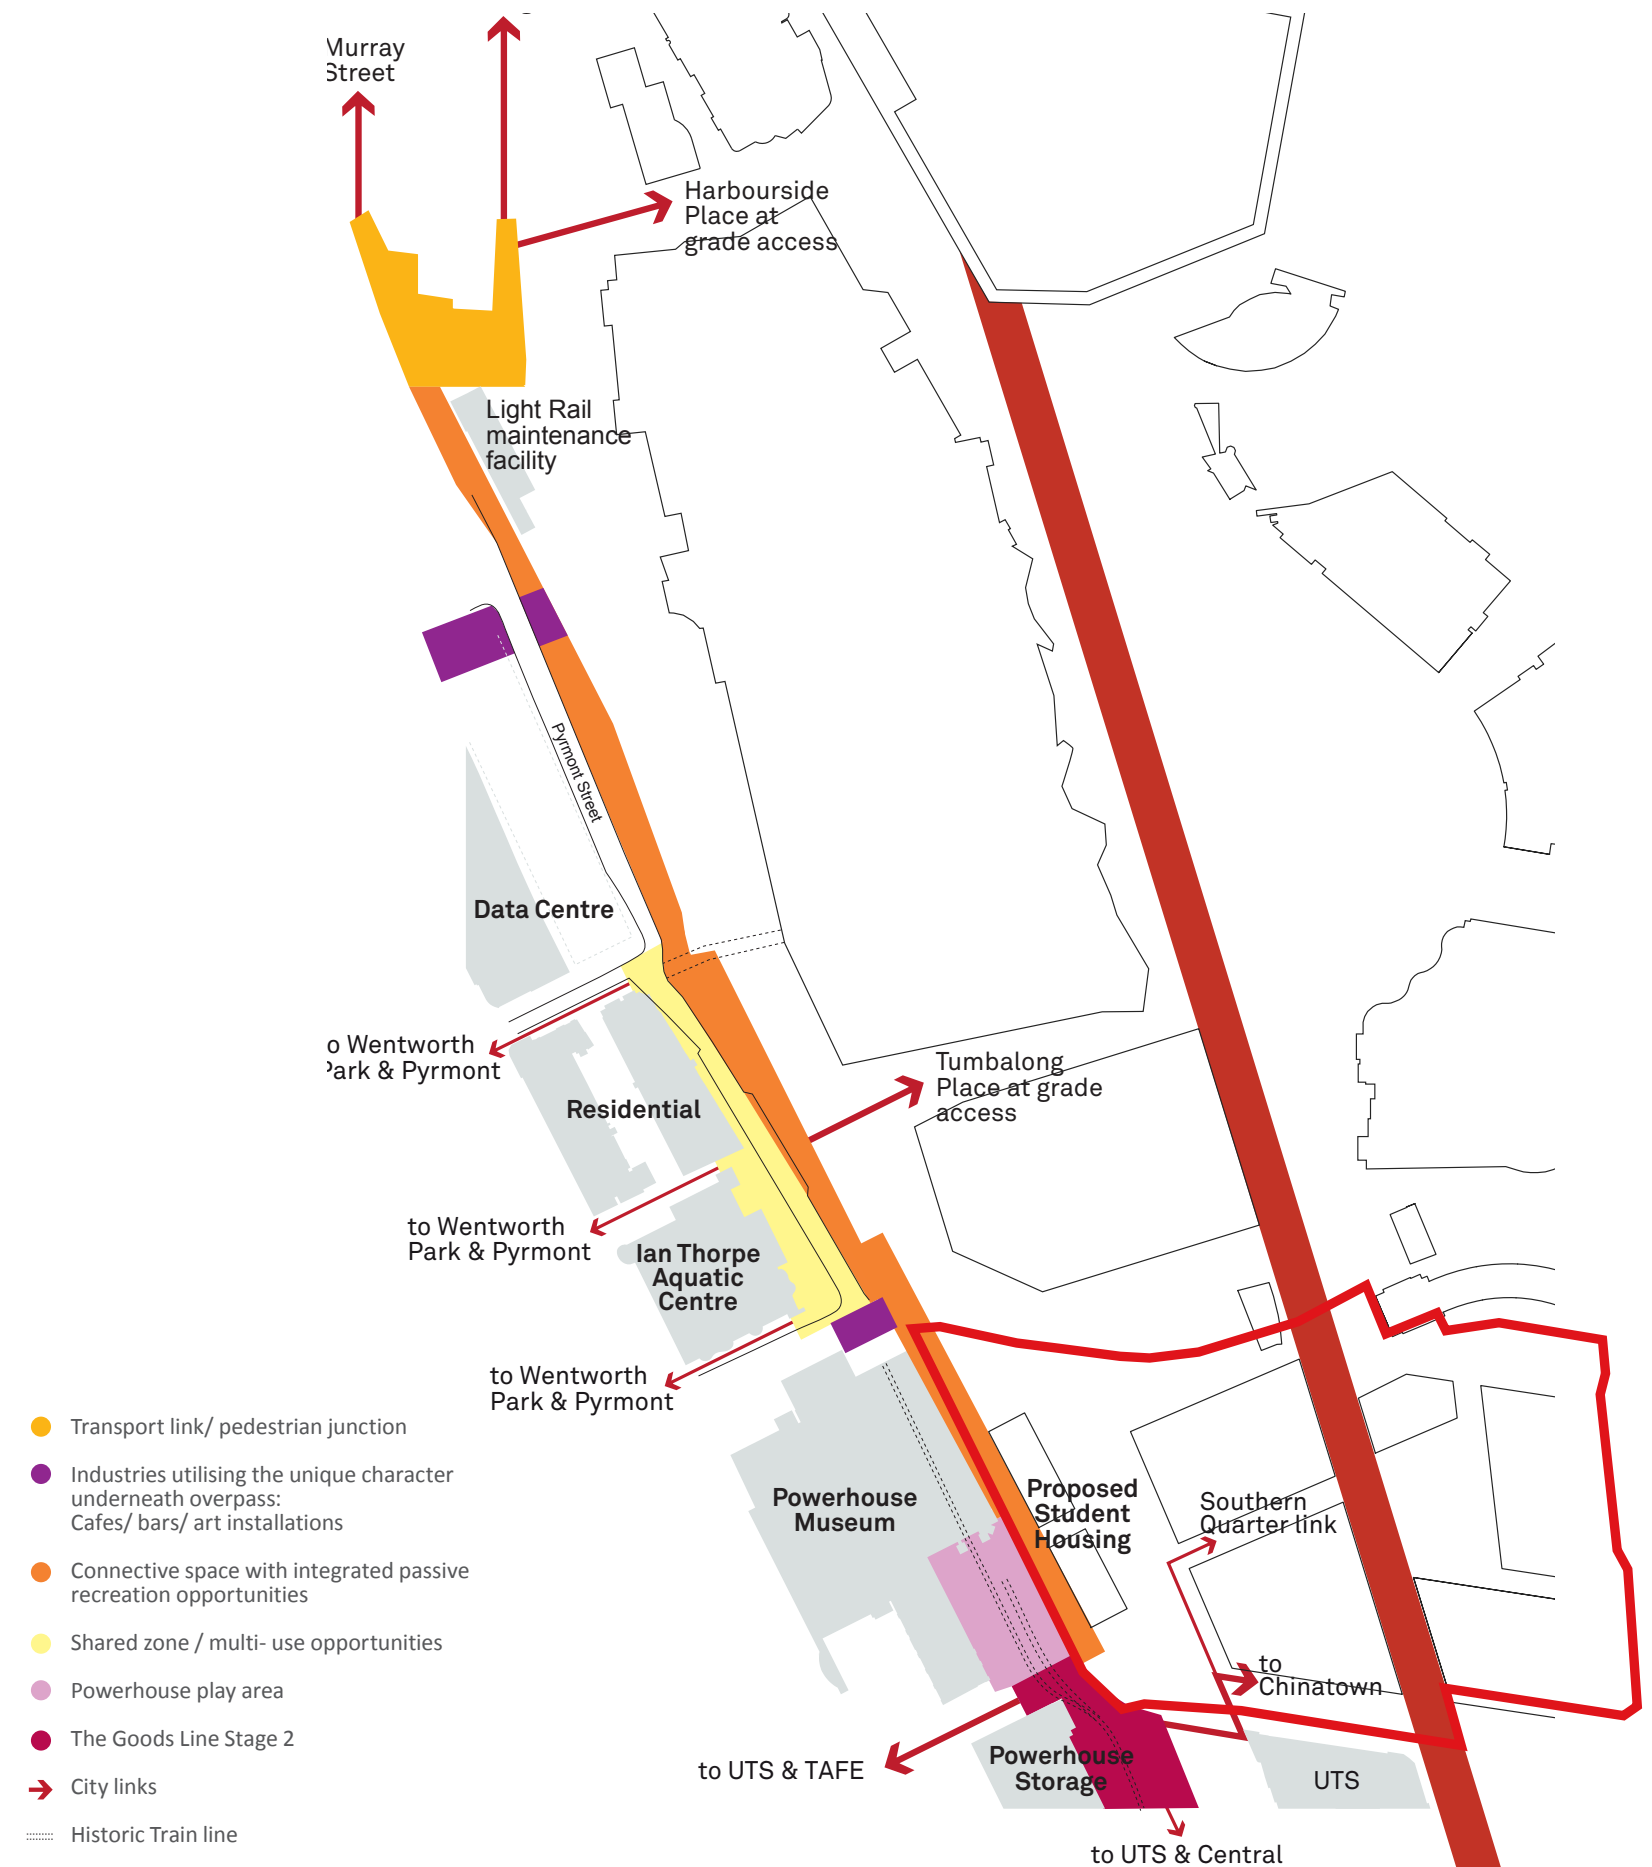 Murray
Street
Harbourside
Place at
grade access
Light Rail
maintenance
facility
Pyrmont Street
Data Centre
o Wentworth
Park & Pyrmont
Tumbalong
Place at grade
access
Residential
to Wentworth
Park & Pyrmont
Ian Thorpe
Aquatic
Centre
to Wentworth
Park & Pyrmont
Powerhouse
Museum
Proposed
Student
Housing
Southern
Quarter link
to
Chinatown
to UTS & TAFE
Powerhouse
Storage
UTS
to UTS & Central
Transport link/ pedestrian junction
Industries utilising the unique character
underneath overpass:
Cafes/ bars/ art installations
Connective space with integrated passive
recreation opportunities
Shared zone / multi- use opportunities
Powerhouse play area
The Goods Line Stage 2
City links
Historic Train line